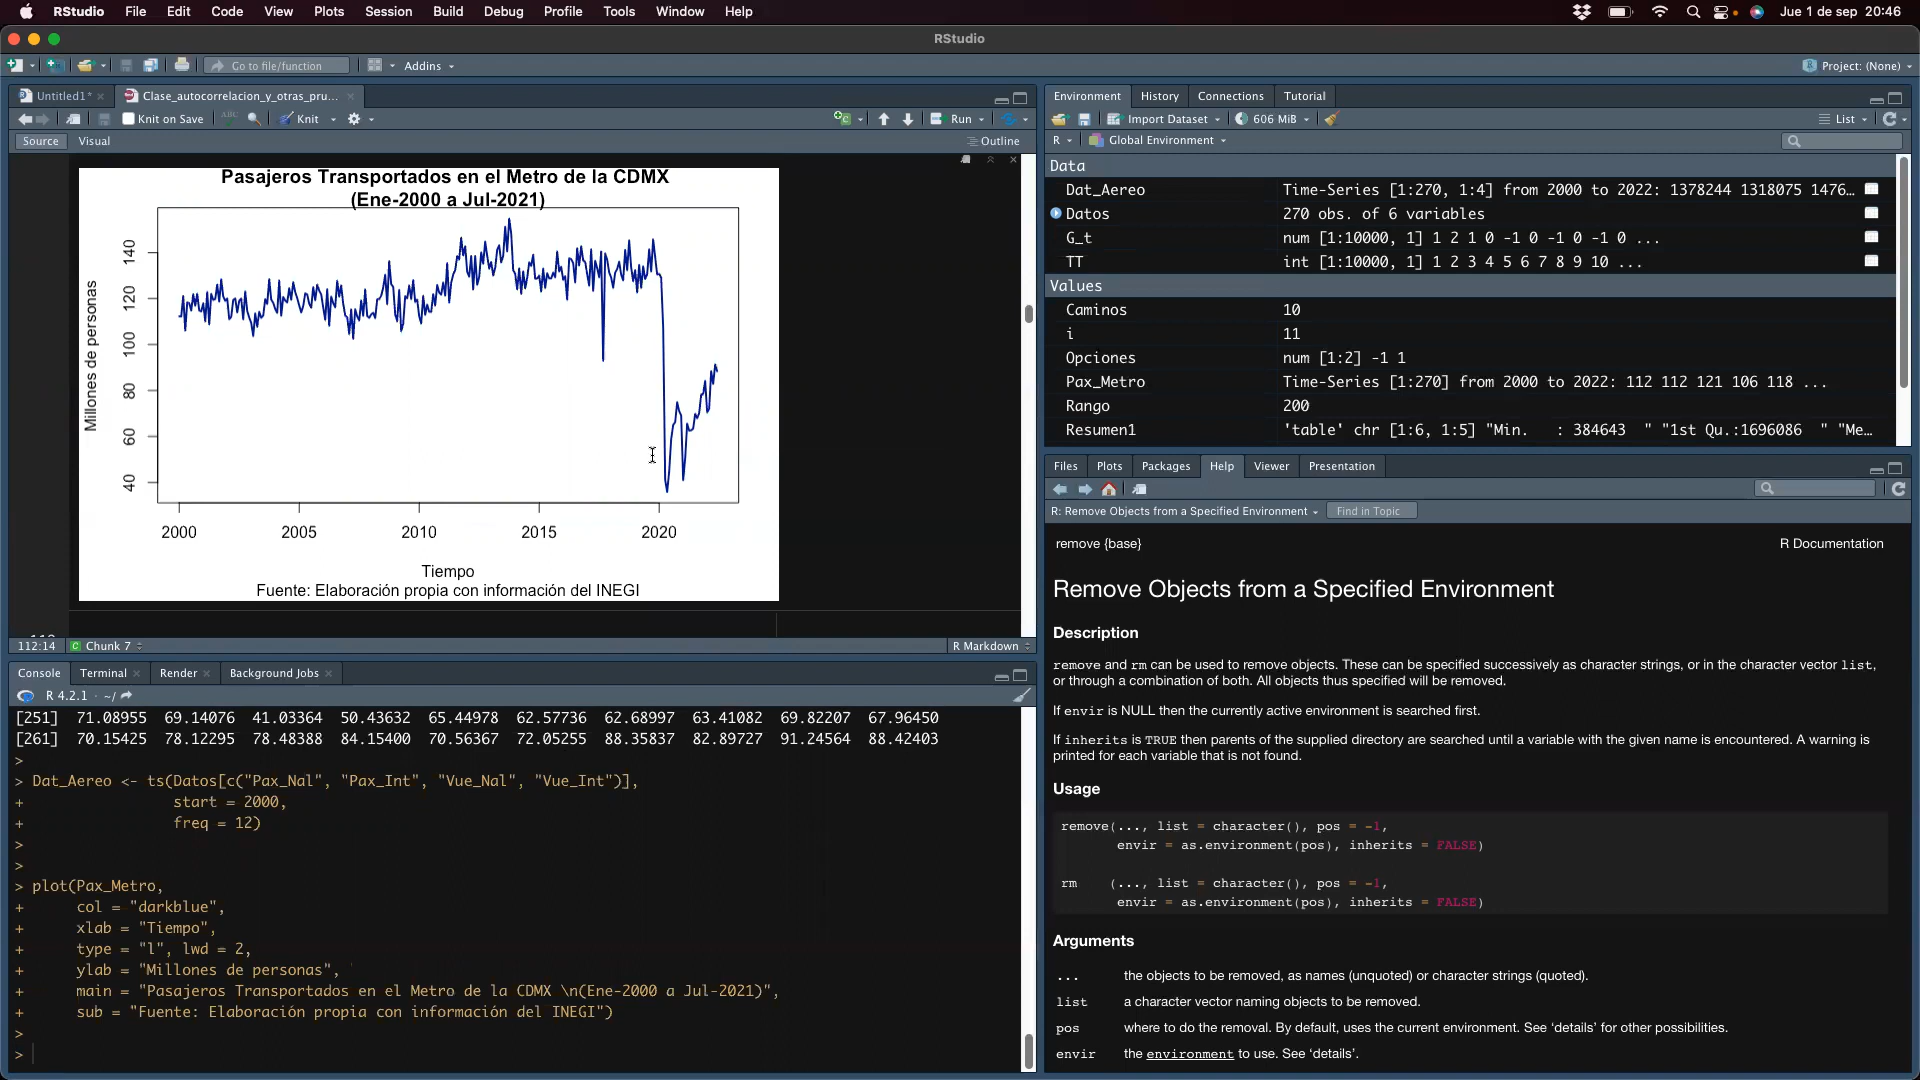 RStudio File Edit Code View Plots Session Build Debug Profile Tools Window Help Jue 1 de sep 20:46
RStudio
Go to file/function Addins Project: (None)
Untitled1* Clase_autocorrelacion_y_otras_pru...
Knit on Save ABC Knit Run
Source Visual Outline
Pasajeros Transportados en el Metro de la CDMX
(Ene-2000 a Jul-2021)
Millones de personas
140
120
100
80
60
40
2000 2005 2010 2015 2020
Tiempo
Fuente: Elaboración propia con información del INEGI
112:14 Chunk 7 R Markdown
Console Terminal Render Background Jobs
R 4.2.1 · ~/
[251] 71.08955 69.14076 41.03364 50.43632 65.44978 62.57736 62.68997 63.41082 69.82207 67.96450
[261] 70.15425 78.12295 78.48388 84.15400 70.56367 72.05255 88.35837 82.89727 91.24564 88.42403
>
> Dat_Aereo <- ts(Datos[c("Pax_Nal", "Pax_Int", "Vue_Nal", "Vue_Int")],
+ start = 2000,
+ freq = 12)
>
>
> plot(Pax_Metro,
+ col = "darkblue",
+ xlab = "Tiempo",
+ type = "l", lwd = 2,
+ ylab = "Millones de personas",
+ main = "Pasajeros Transportados en el Metro de la CDMX \n(Ene-2000 a Jul-2021)",
+ sub = "Fuente: Elaboración propia con información del INEGI")
>
>
Environment History Connections Tutorial
Import Dataset 606 MiB List
R Global Environment
Data
Dat_Aereo Time-Series [1:270, 1:4] from 2000 to 2022: 1378244 1318075 1476...
Datos 270 obs. of 6 variables
G_t num [1:10000, 1] 1 2 1 0 -1 0 -1 0 -1 0 ...
TT int [1:10000, 1] 1 2 3 4 5 6 7 8 9 10 ...
Values
Caminos 10
i 11
Opciones num [1:2] -1 1
Pax_Metro Time-Series [1:270] from 2000 to 2022: 112 112 121 106 118 ...
Rango 200
Resumen1 'table' chr [1:6, 1:5] "Min. : 384643 " "1st Qu.:1696086 " "Me...
Files Plots Packages Help Viewer Presentation
R: Remove Objects from a Specified Environment Find in Topic
remove {base} R Documentation
Remove Objects from a Specified Environment
Description
remove and rm can be used to remove objects. These can be specified successively as character strings, or in the character vector list,
or through a combination of both. All objects thus specified will be removed.
If envir is NULL then the currently active environment is searched first.
If inherits is TRUE then parents of the supplied directory are searched until a variable with the given name is encountered. A warning is
printed for each variable that is not found.
Usage
remove(..., list = character(), pos = -1,
envir = as.environment(pos), inherits = FALSE)
rm (..., list = character(), pos = -1,
envir = as.environment(pos), inherits = FALSE)
Arguments
... the objects to be removed, as names (unquoted) or character strings (quoted).
list a character vector naming objects to be removed.
pos where to do the removal. By default, uses the current environment. See ‘details’ for other possibilities.
envir the environment to use. See ‘details’.